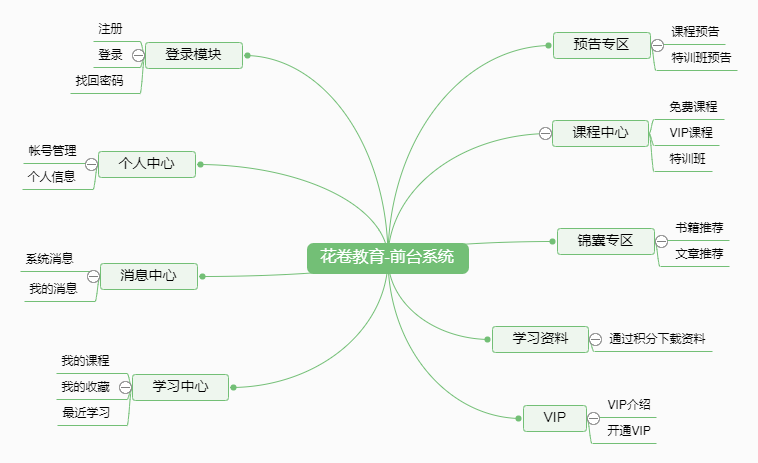 花卷教育-前台系统
登录模块
注册
登录
找回密码
个人中心
帐号管理
个人信息
消息中心
系统消息
我的消息
学习中心
我的课程
我的收藏
最近学习
预告专区
课程预告
特训班预告
课程中心
免费课程
VIP课程
特训班
锦囊专区
书籍推荐
文章推荐
学习资料
通过积分下载资料
VIP
VIP介绍
开通VIP